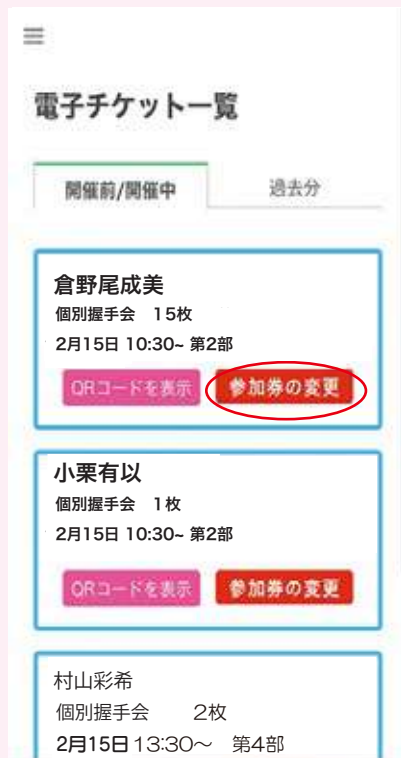 電子チケット一覧
開催前/開催中 過去分
倉野尾成美
個別握手会 15枚
2月15日 10:30~ 第2部
QRコードを表示 参加券の変更
小栗有以
個別握手会 1枚
2月15日 10:30~ 第2部
QRコードを表示 参加券の変更
村山彩希
個別握手会 2枚
2月15日 13:30～ 第4部